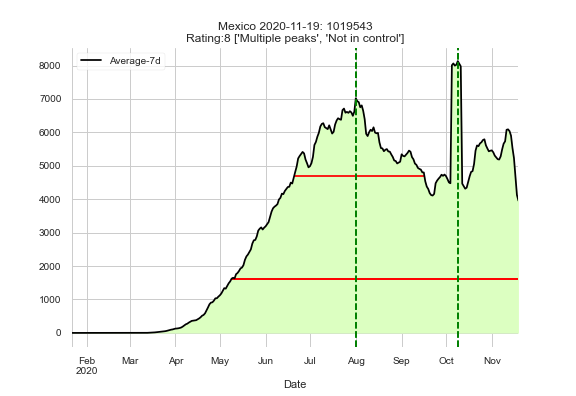 Mexico 2020-11-19: 1019543
Rating:8 ['Multiple peaks', 'Not in control']
Average-7d
8000
7000
6000
5000
4000
3000
2000
1000
0
Feb Mar Apr May Jun Jul Aug Sep Oct Nov
2020
Date